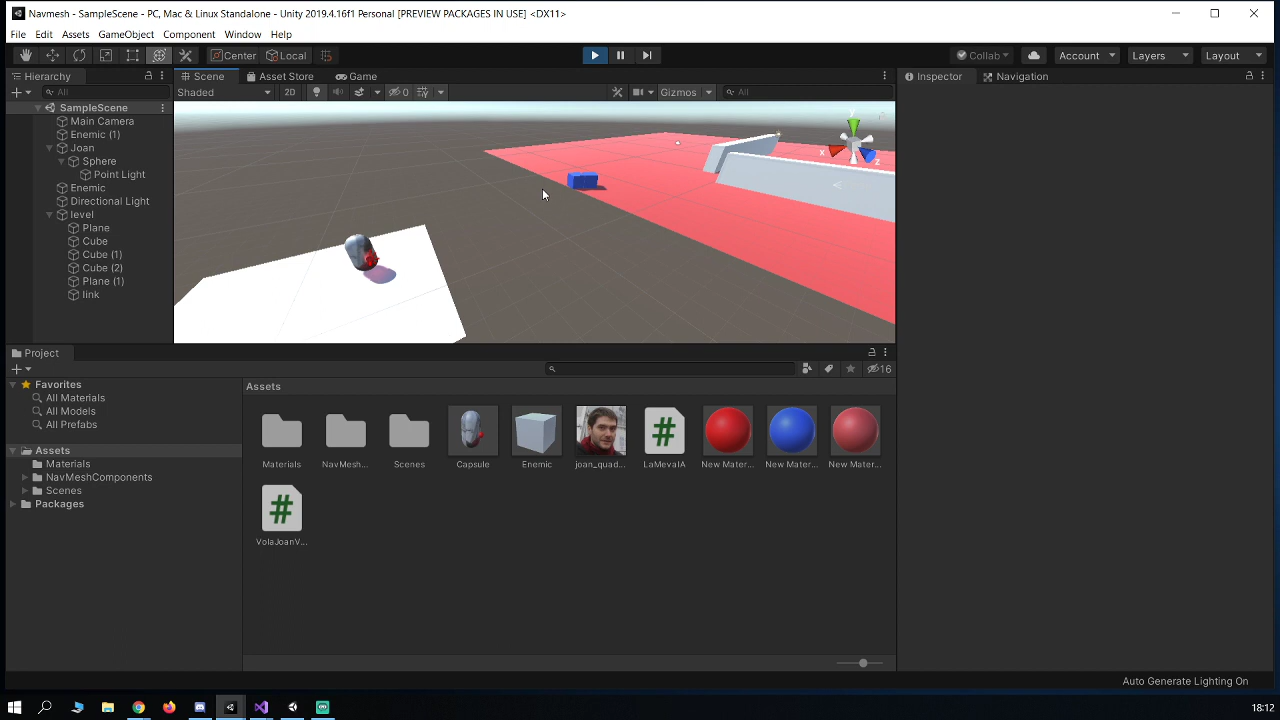 Navmesh - SampleScene - PC, Mac & Linux Standalone - Unity 2019.4.16f1 Personal [PREVIEW PACKAGES IN USE] <DX11>
File Edit Assets GameObject Component Window Help
Center Local Collab Account Layers Layout
Hierarchy
All
SampleScene
Main Camera
Enemic (1)
Joan
Sphere
Point Light
Enemic
Directional Light
level
Plane
Cube
Cube (1)
Cube (2)
Plane (1)
link
Scene Asset Store Game
Shaded 2D 0 Gizmos All
y
x
z
Inspector Navigation
Project
16
Favorites
All Materials
All Models
All Prefabs
Assets
Materials
NavMeshComponents
Scenes
Packages
Assets
Materials NavMesh... Scenes Capsule Enemic joan_quad... LaMevaIA New Mater... New Mater... New Mater...
VolaJoanV...
Auto Generate Lighting On
18:12